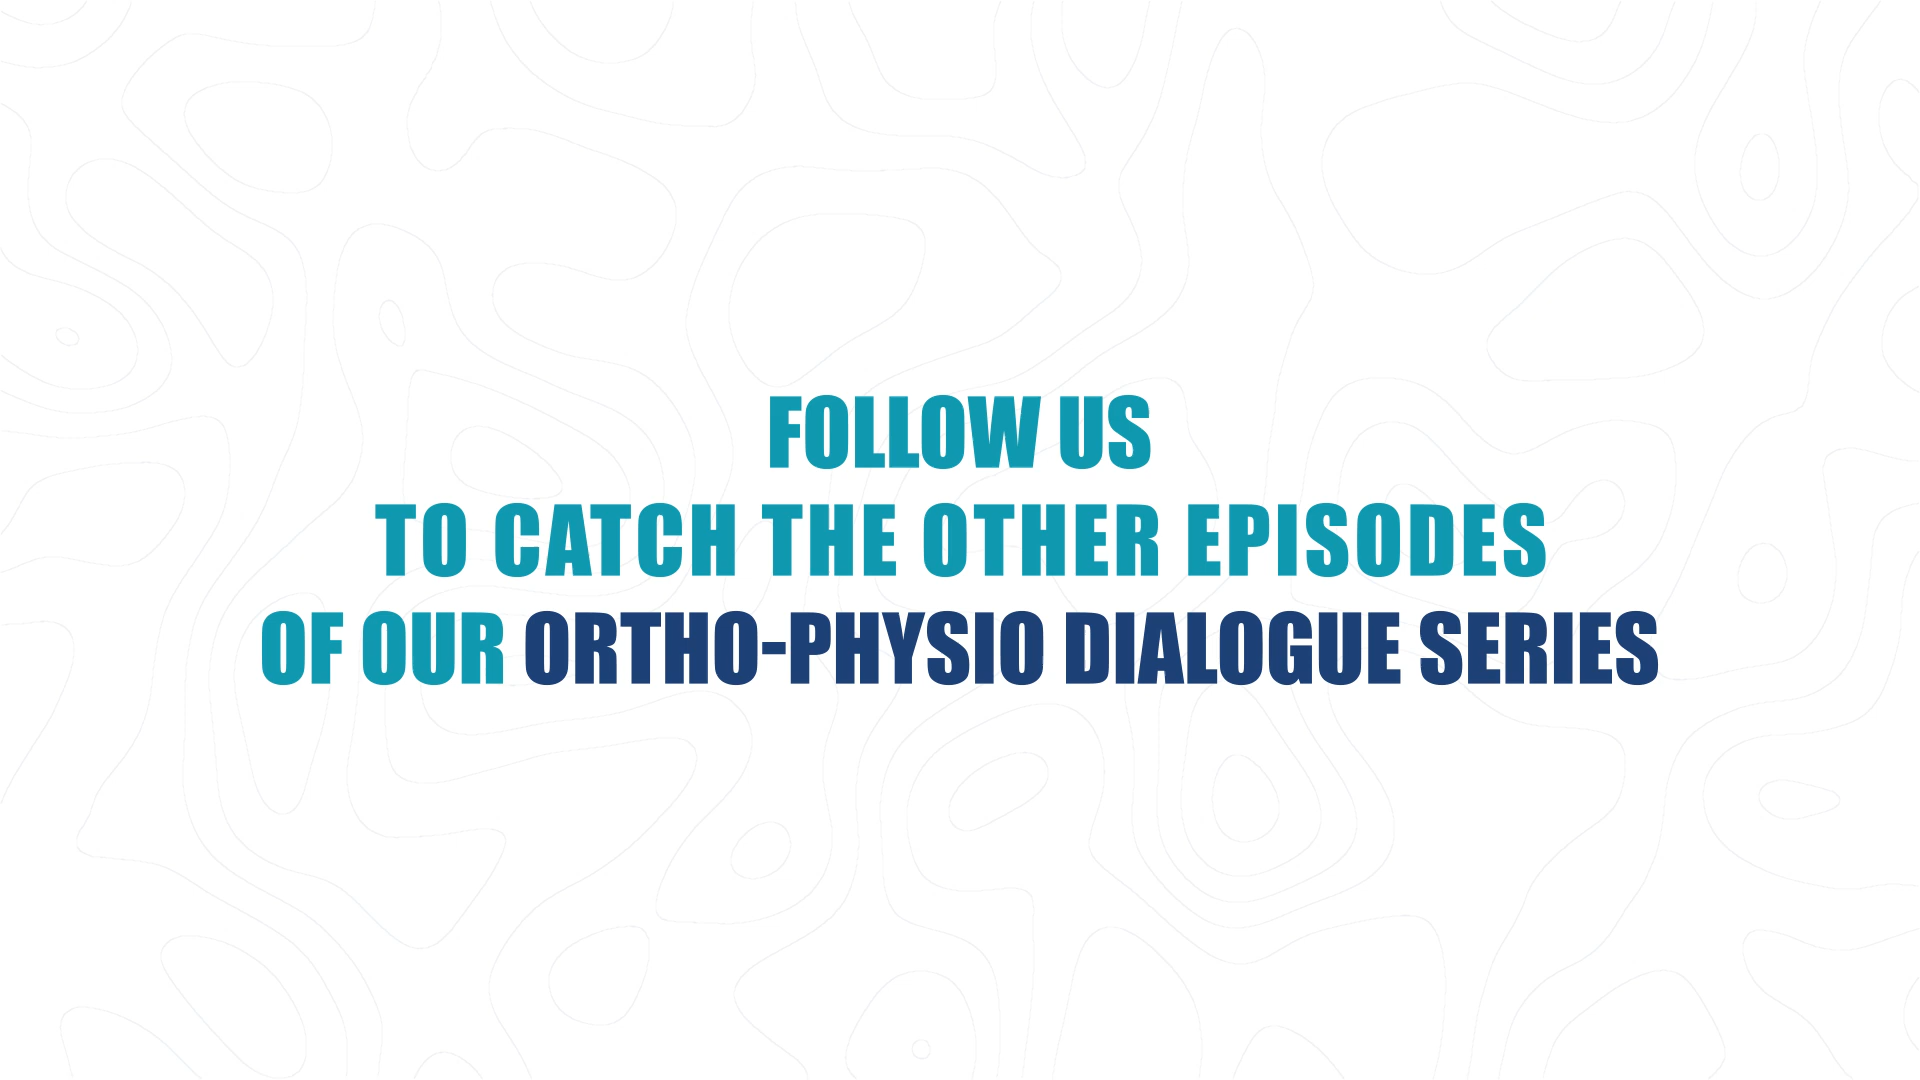 FOLLOW US
TO CATCH THE OTHER EPISODES
OF OUR ORTHO-PHYSIO DIALOGUE SERIES